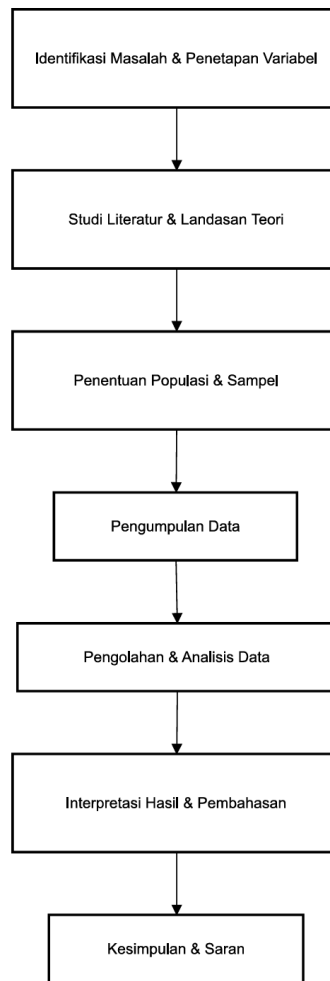 Identifikasi Masalah & Penetapan Variabel
Studi Literatur & Landasan Teori
Penentuan Populasi & Sampel
Pengumpulan Data
Pengolahan & Analisis Data
Interpretasi Hasil & Pembahasan
Kesimpulan & Saran